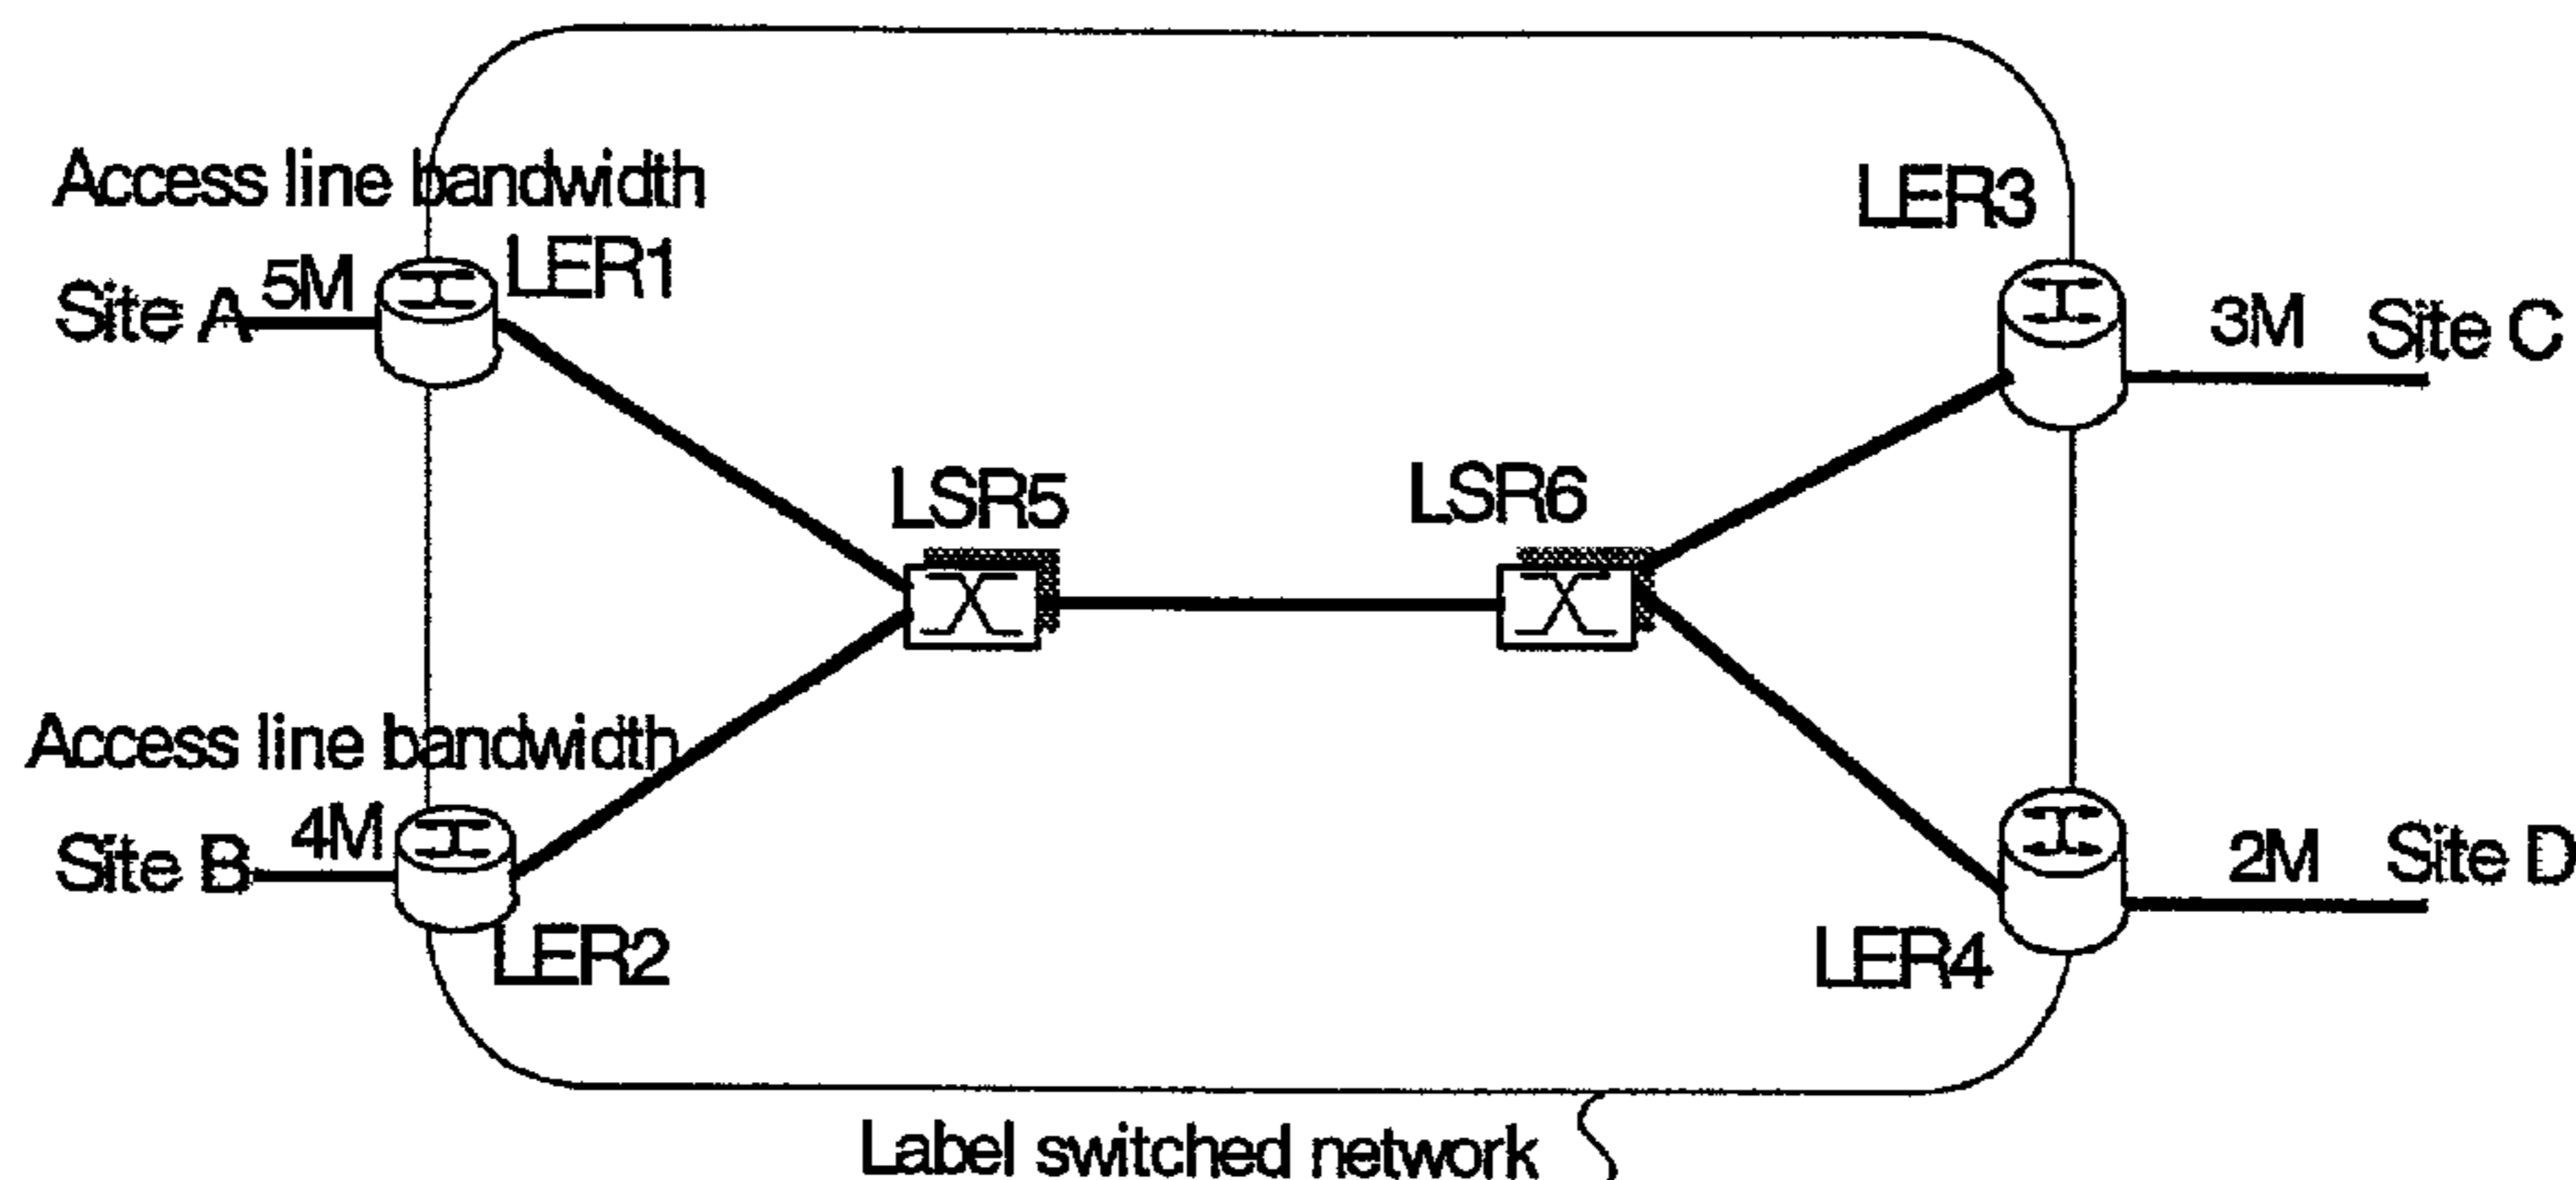 Access line bandwidth
LER3
LER1
5M
Site A
3M
Site C
LSR5
LSR6
Access line bandwidth
4M
Site B
2M
Site D
LER2
LER4
Label switched network